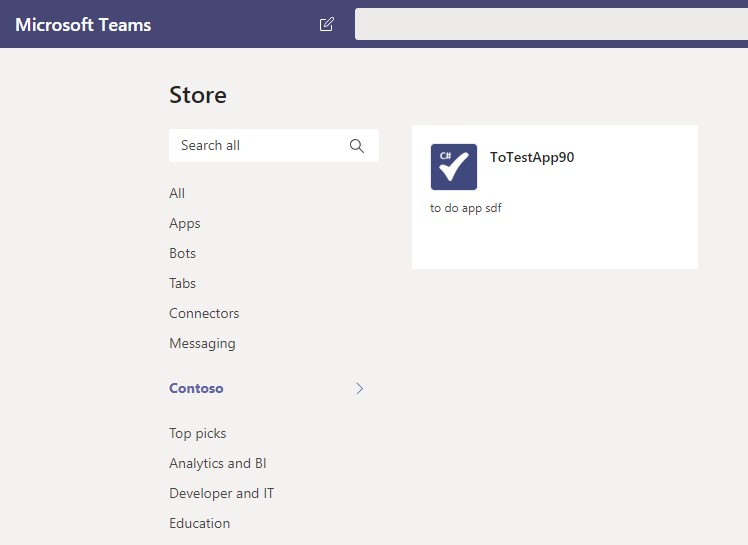 Microsoft Teams
Store
Search all
All
Apps
Bots
Tabs
Connectors
Messaging
Contoso
Top picks
Analytics and BI
Developer and IT
Education
C#
ToTestApp90
to do app sdf